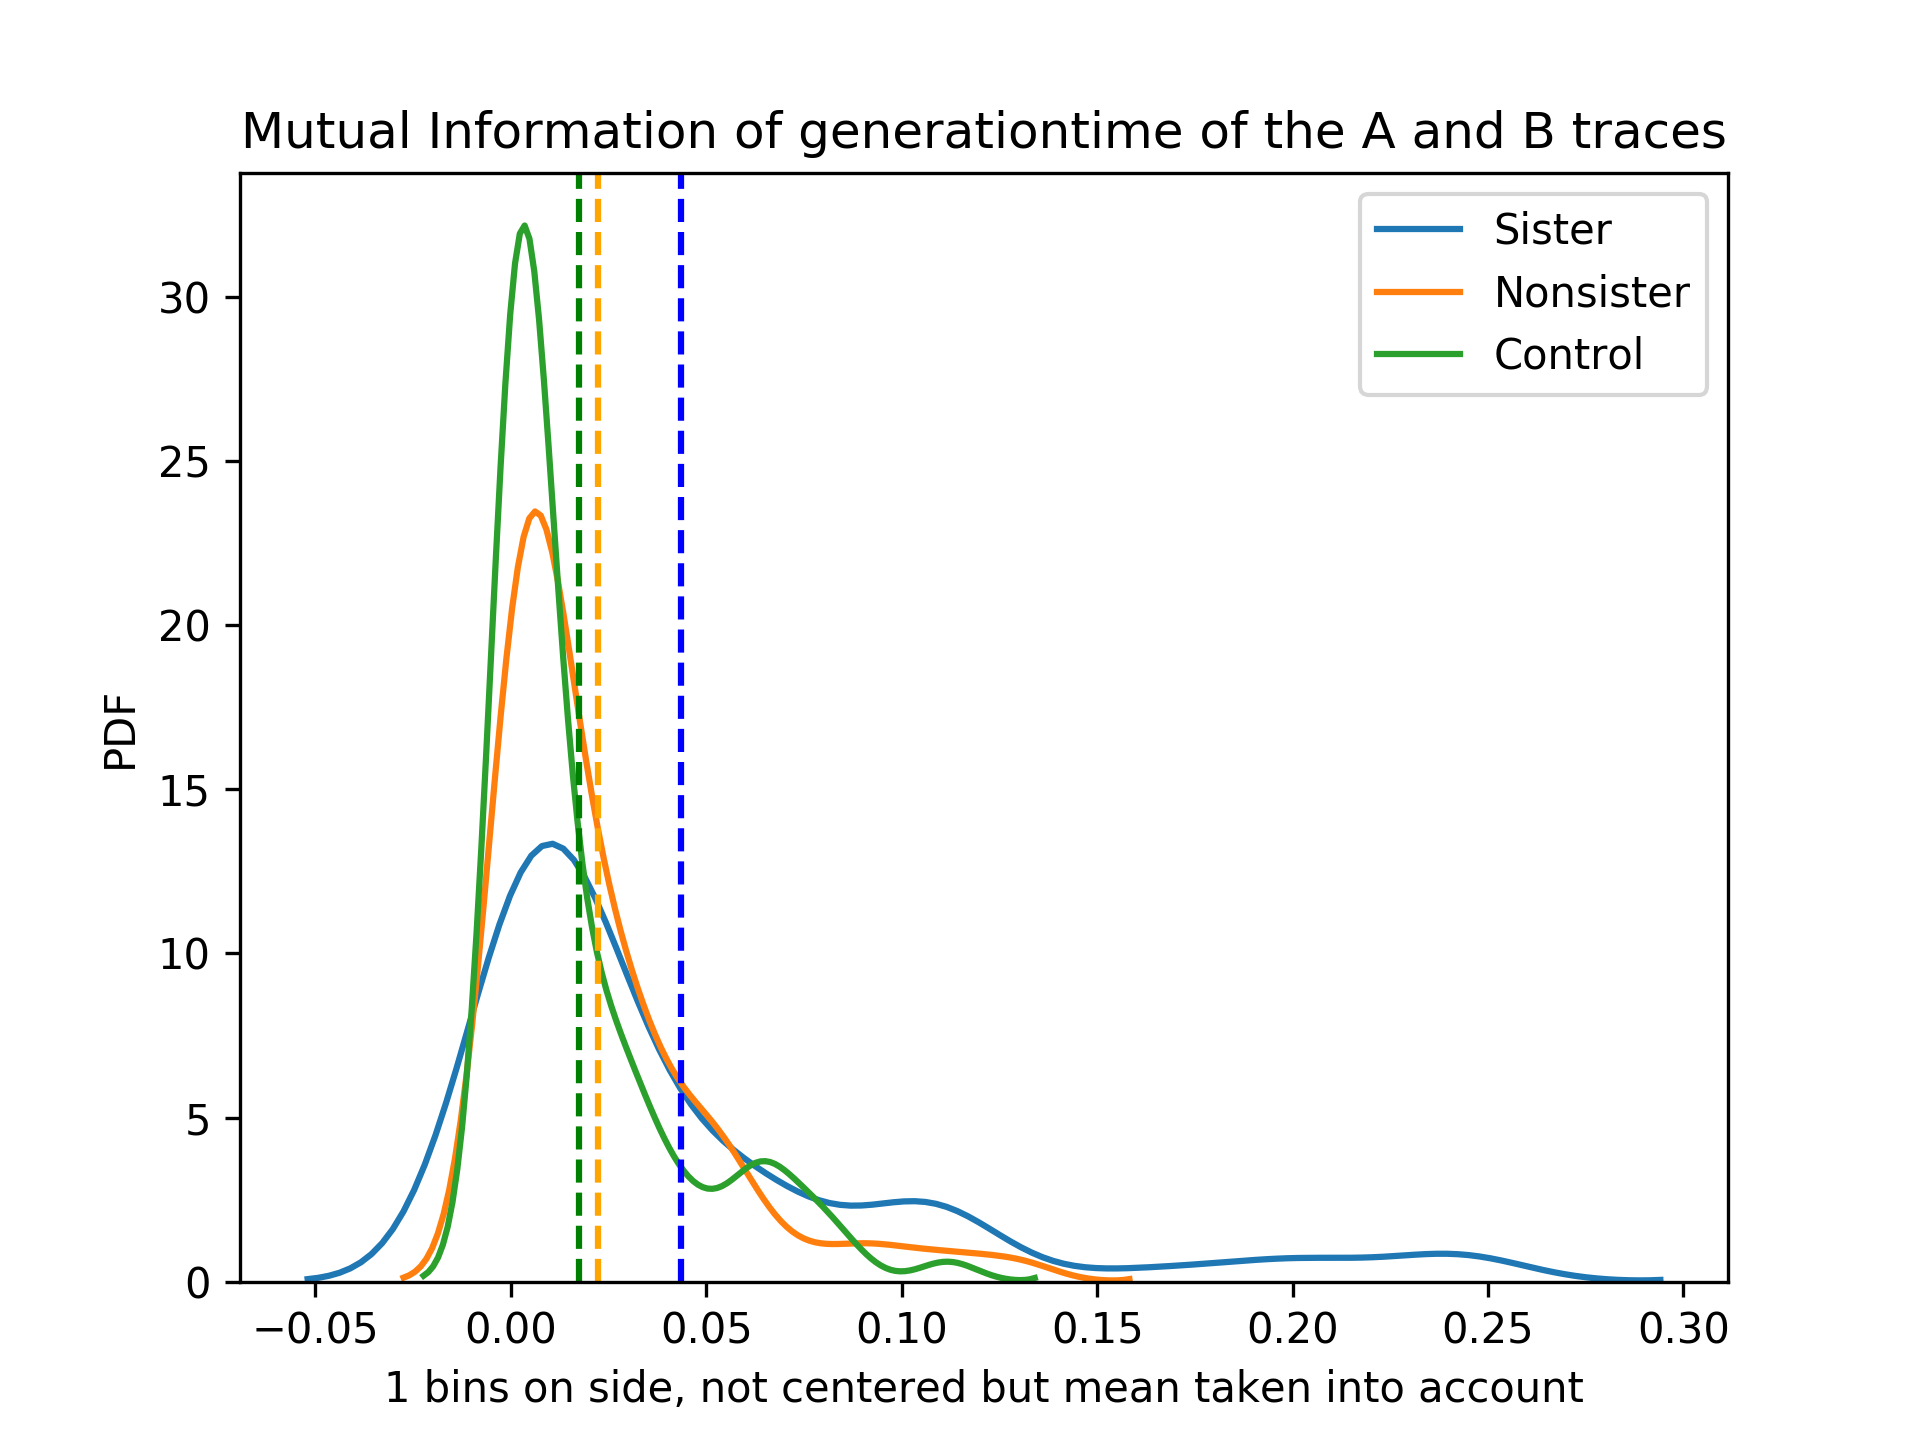 Mutual Information of generationtime of the A and B traces
Sister
Nonsister
Control
PDF
30
25
20
15
10
5
0
−0.05
0.00
0.05
0.10
0.15
0.20
0.25
0.30
1 bins on side, not centered but mean taken into account